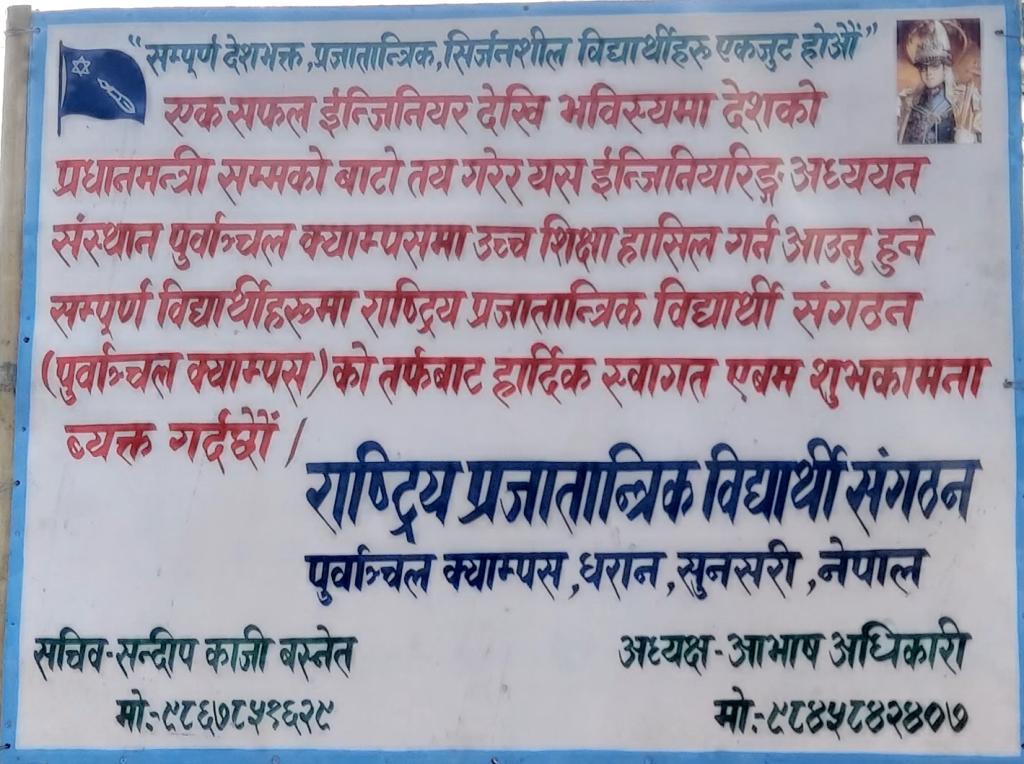 "सम्पूर्ण देशभक्त,प्रजातान्त्रिक,सिर्जनशील विद्यार्थीहरु एकजुट होऔं"
एक सफल ईन्जिनियर देखि भविस्यमा देशको
प्रधानमन्त्री सम्मको बाटो तय गरेर यस ईन्जिनियरिङ्ग अध्ययन
संस्थान पुर्वाञ्चल क्याम्पसमा उच्च शिक्षा हासिल गर्न आउनु हुने
सम्पूर्ण विद्यार्थीहरुमा राष्ट्रिय प्रजातान्त्रिक विद्यार्थी संगठन
(पुर्वाञ्चल क्याम्पस)को तर्फबाट हार्दिक स्वागत एबम शुभकामना
ब्यक्त गर्दछौं ।
राष्ट्रिय प्रजातान्त्रिक विद्यार्थी संगठन
पुर्वाञ्चल क्याम्पस,धरान,सुनसरी,नेपाल
सचिव-सन्दीप काजी बस्नेत
मो:-९८६७८५१६२९
अध्यक्ष-आभाष अधिकारी
मो:-९८४५८४२४०७